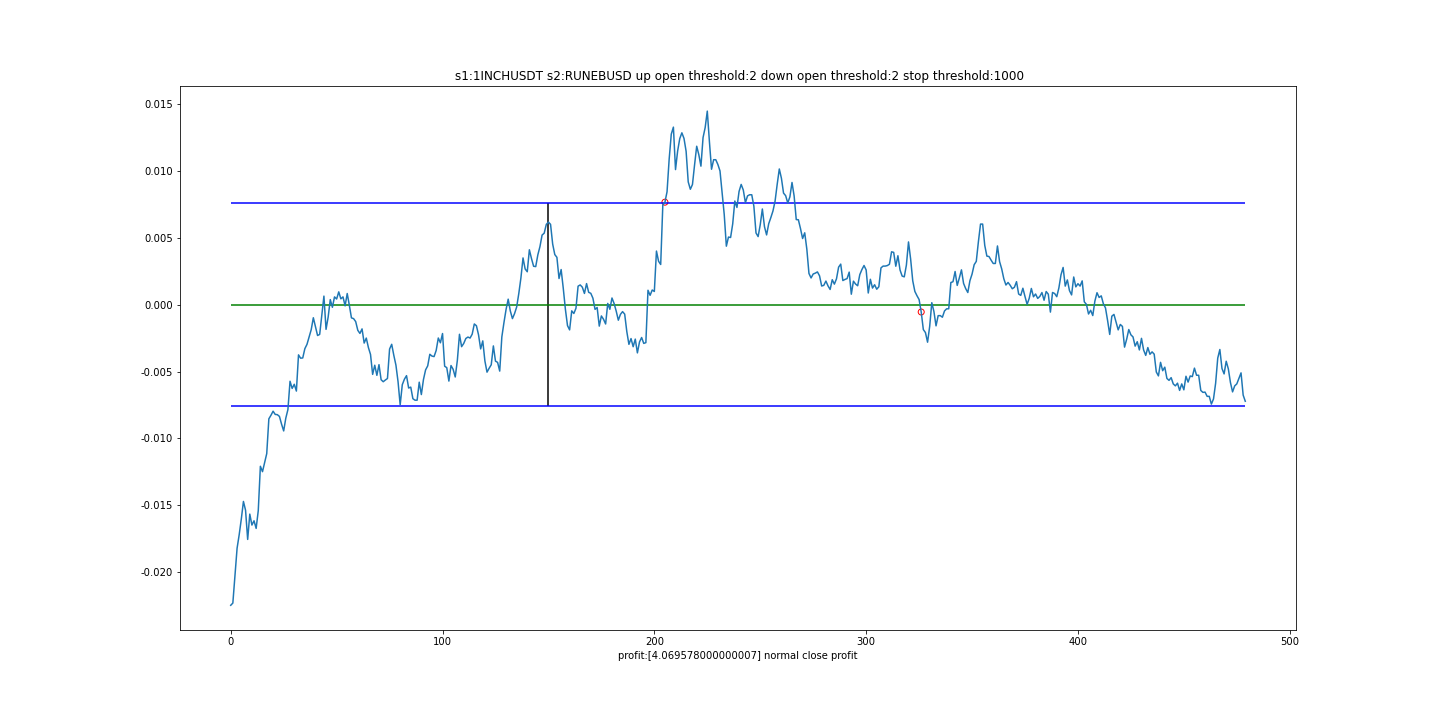 s1:1INCHUSDT s2:RUNEBUSD up open threshold:2 down open threshold:2 stop threshold:1000
0.015
0.010
0.005
0.000
-0.005
-0.010
-0.015
-0.020
0 100 200 300 400 500
profit:[4.069578000000007] normal close profit